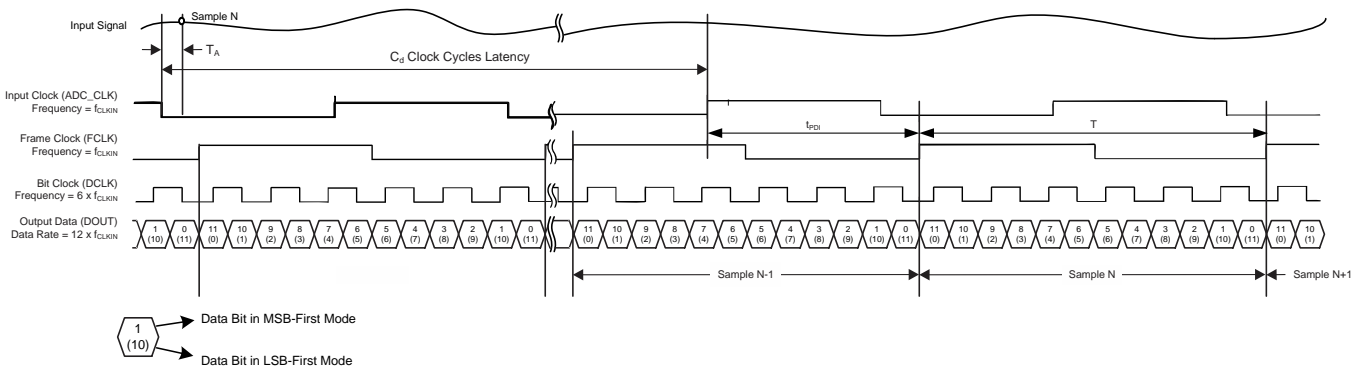 Sample N
Input Signal
T_A
C_d Clock Cycles Latency
Input Clock (ADC_CLK)
Frequency = f_CLKIN
t_PDI
T
Frame Clock (FCLK)
Frequency = f_CLKIN
Bit Clock (DCLK)
Frequency = 6 x f_CLKIN
Output Data (DOUT)
Data Rate = 12 x f_CLKIN
1 0 11 10 9 8 7 6 5 4 3 2 1 0 11 10 9 8 7 6 5 4 3 2 1 0 11 10 9 8 7 6 5 4 3 2 1 0 11 10
(10) (11) (0) (1) (2) (3) (4) (5) (6) (7) (8) (9) (10) (11) (0) (1) (2) (3) (4) (5) (6) (7) (8) (9) (10) (11) (0) (1) (2) (3) (4) (5) (6) (7) (8) (9) (10) (11) (0) (1)
Sample N-1
Sample N
Sample N+1
1
(10)
Data Bit in MSB-First Mode
Data Bit in LSB-First Mode